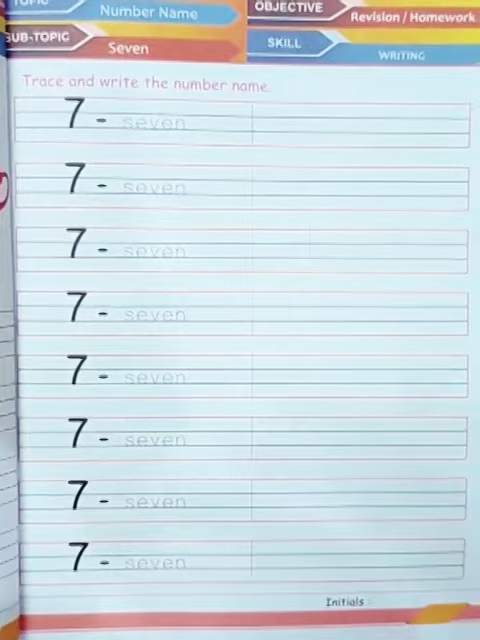 TOPIC
Number Name
OBJECTIVE
Revision / Homework
SUB-TOPIC
Seven
SKILL
WRITING
Trace and write the number name.
7 - seven
7 - seven
7 - seven
7 - seven
7 - seven
7 - seven
7 - seven
7 - seven
Initials :